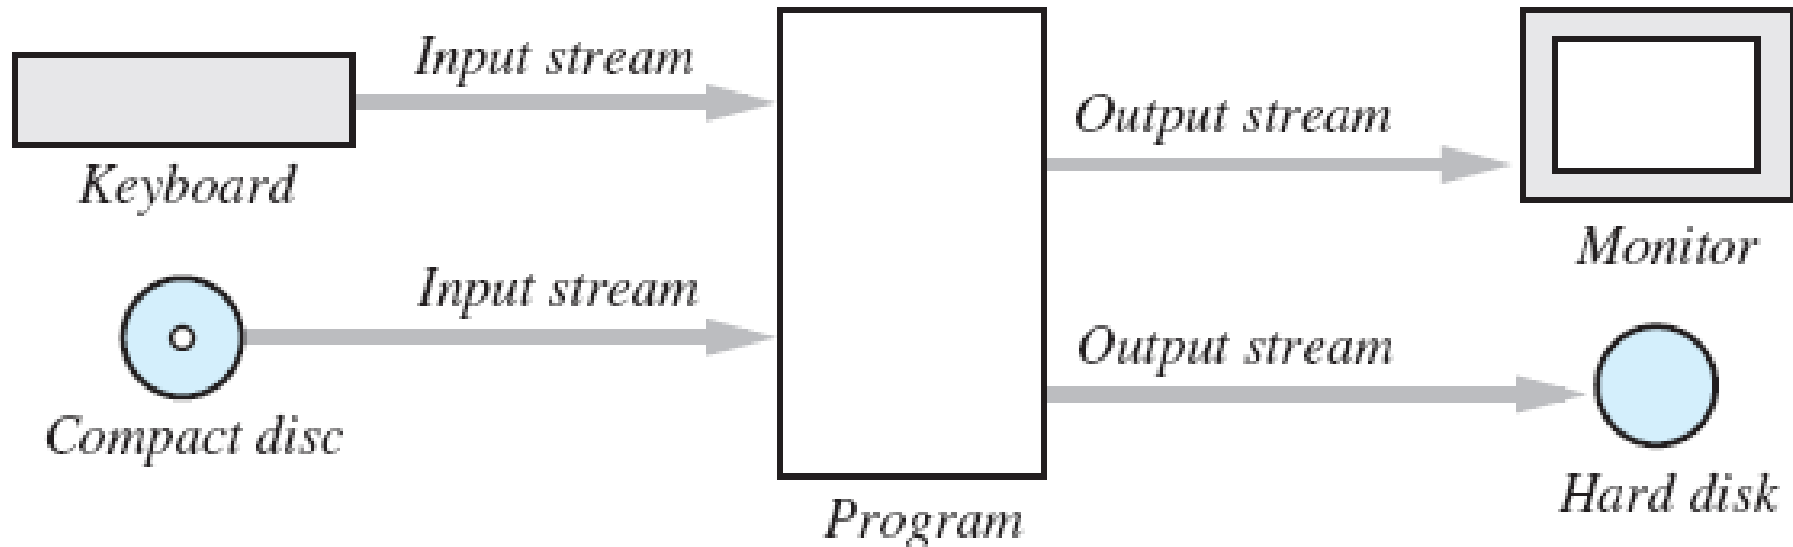 Input stream
Keyboard
Output stream
Monitor
Input stream
Compact disc
Output stream
Hard disk
Program